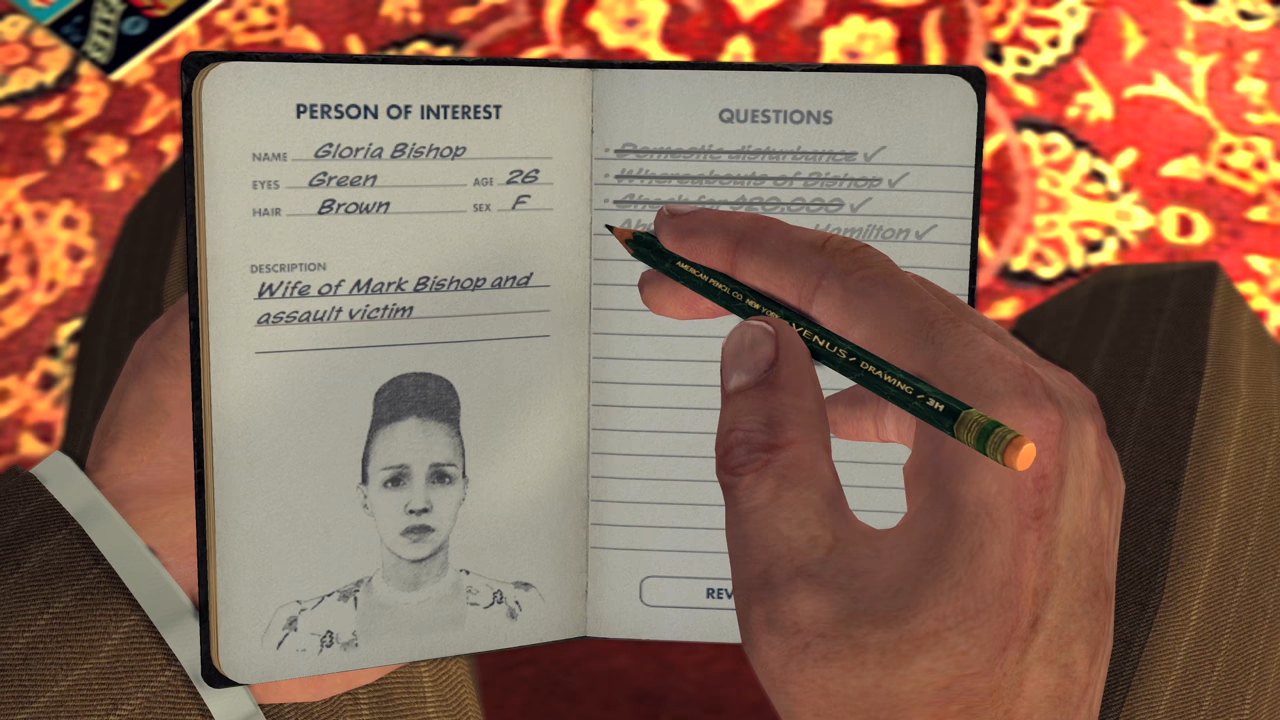 PERSON OF INTEREST
NAME Gloria Bishop
EYES Green AGE 26
HAIR Brown SEX F
DESCRIPTION
Wife of Mark Bishop and
assault victim
QUESTIONS
• Domestic disturbance ✓
• Whereabouts of Bishop ✓
• Check for $20,000 ✓
Hamilton ✓
AMERICAN PENCIL CO. NEW YORK VENUS / DRAWING / 3H